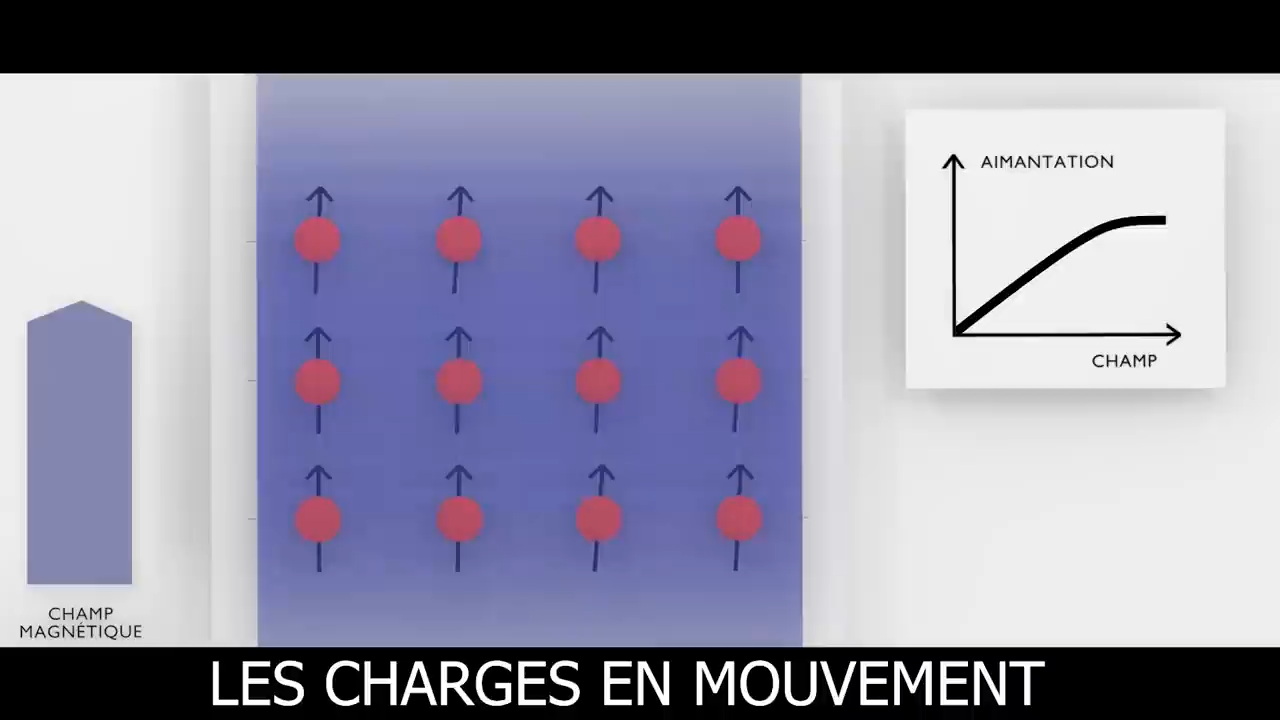 AIMANTATION
CHAMP
CHAMP
MAGNÉTIQUE
LES CHARGES EN MOUVEMENT